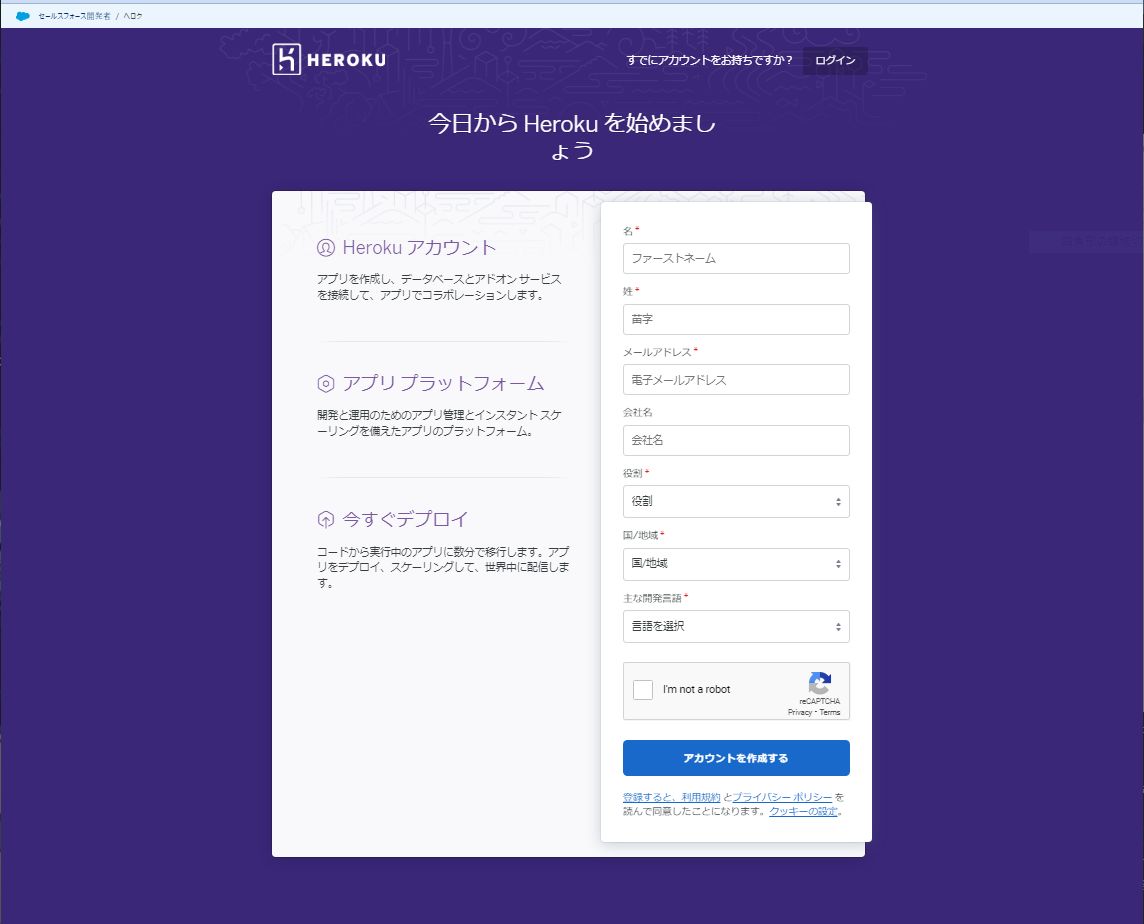 セールスフォース開発者 / ヘロク
HEROKU
すでにアカウントをお持ちですか？ ログイン
今日から Heroku を始めまし
ょう
Heroku アカウント
アプリを作成し、データベースとアドオン サービス
を接続して、アプリでコラボレーションします。
アプリ プラットフォーム
開発と運用のためのアプリ管理とインスタント スケ
ーリングを備えたアプリのプラットフォーム。
今すぐデプロイ
コードから実行中のアプリに数分で移行します。アプ
リをデプロイ、スケーリングして、世界中に配信しま
す。
名*
ファーストネーム
姓*
苗字
メールアドレス*
電子メールアドレス
会社名
会社名
役割*
役割
国/地域*
国/地域
主な開発言語*
言語を選択
I'm not a robot
reCAPTCHA
Privacy - Terms
アカウントを作成する
登録すると、利用規約 とプライバシー ポリシー を
読んで同意したことになります。クッキーの設定。